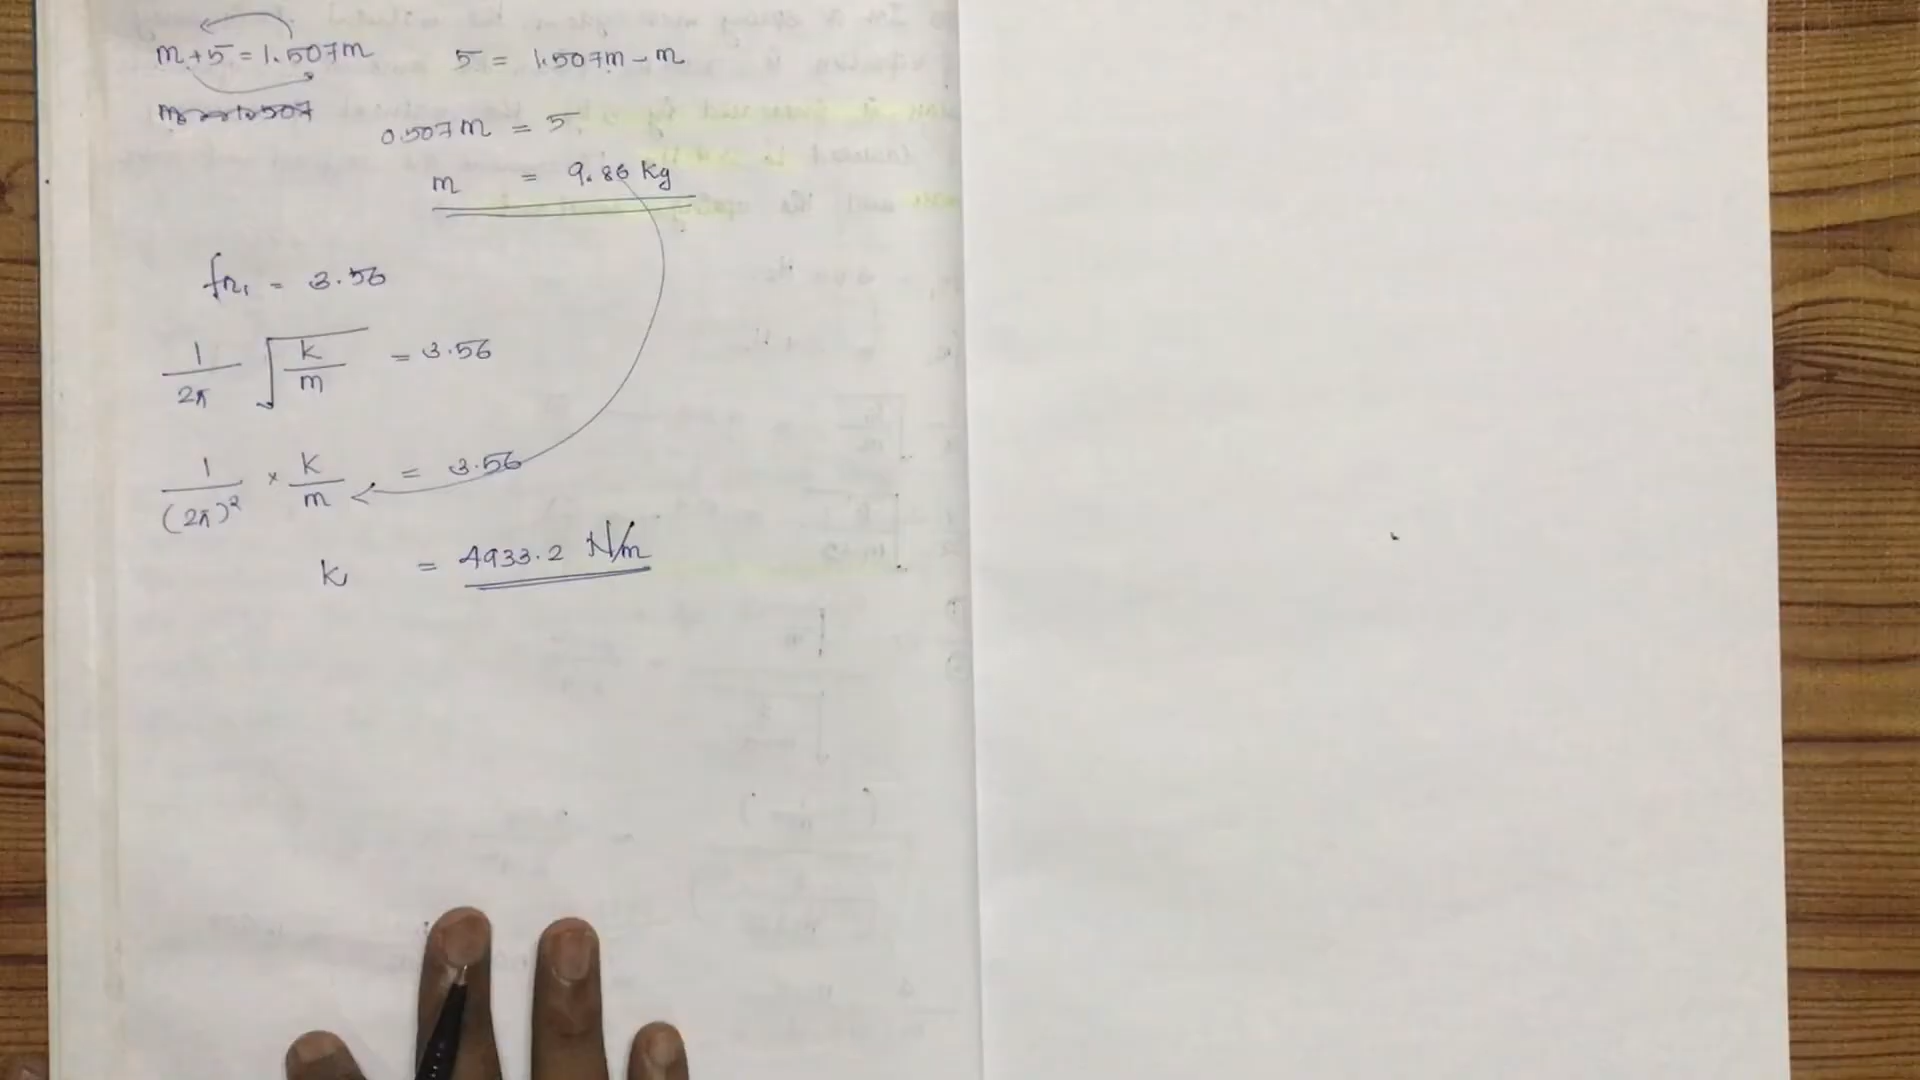 m+5=1.507m 5 = 1.507m-m
0.507m = 5
m = 9.86 Kg
fn1 = 3.56
1/2π √k/m = 3.56
1/(2π)² × k/m = 3.56
k = 4933.2 N/m